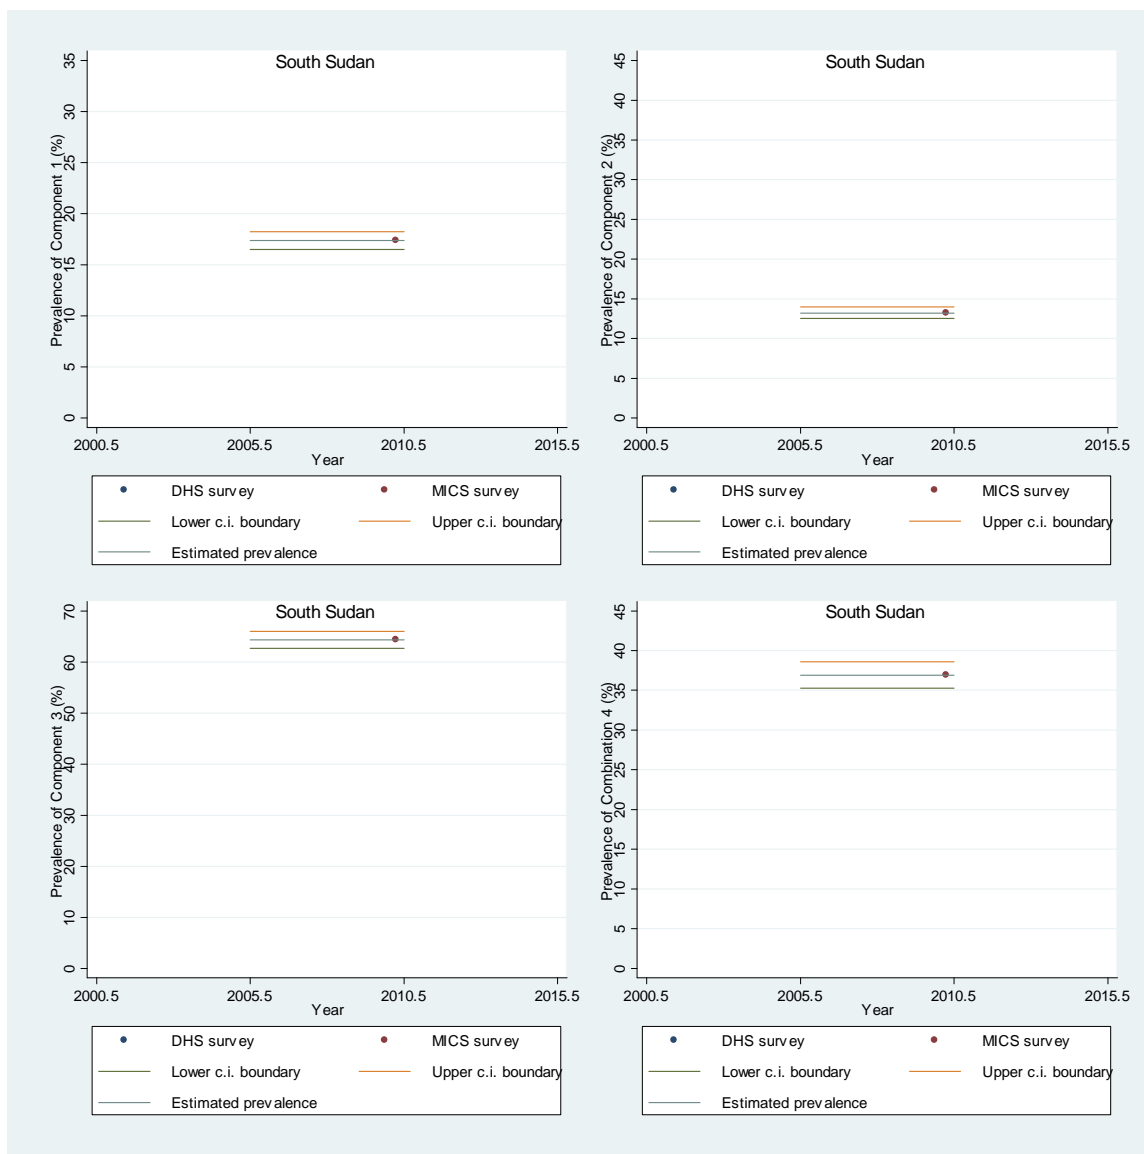 South Sudan
Prevalence of Component 1 (%)
35
30
25
20
15
10
5
0
2000.5 2005.5 2010.5 2015.5
Year
DHS survey MICS survey
Lower c.i. boundary Upper c.i. boundary
Estimated prevalence
South Sudan
Prevalence of Component 2 (%)
45
40
35
30
25
20
15
10
5
0
2000.5 2005.5 2010.5 2015.5
Year
DHS survey MICS survey
Lower c.i. boundary Upper c.i. boundary
Estimated prevalence
South Sudan
Prevalence of Component 3 (%)
70
60
50
40
30
20
10
0
2000.5 2005.5 2010.5 2015.5
Year
DHS survey MICS survey
Lower c.i. boundary Upper c.i. boundary
Estimated prevalence
South Sudan
Prevalence of Combination 4 (%)
45
40
35
30
25
20
15
10
5
0
2000.5 2005.5 2010.5 2015.5
Year
DHS survey MICS survey
Lower c.i. boundary Upper c.i. boundary
Estimated prevalence